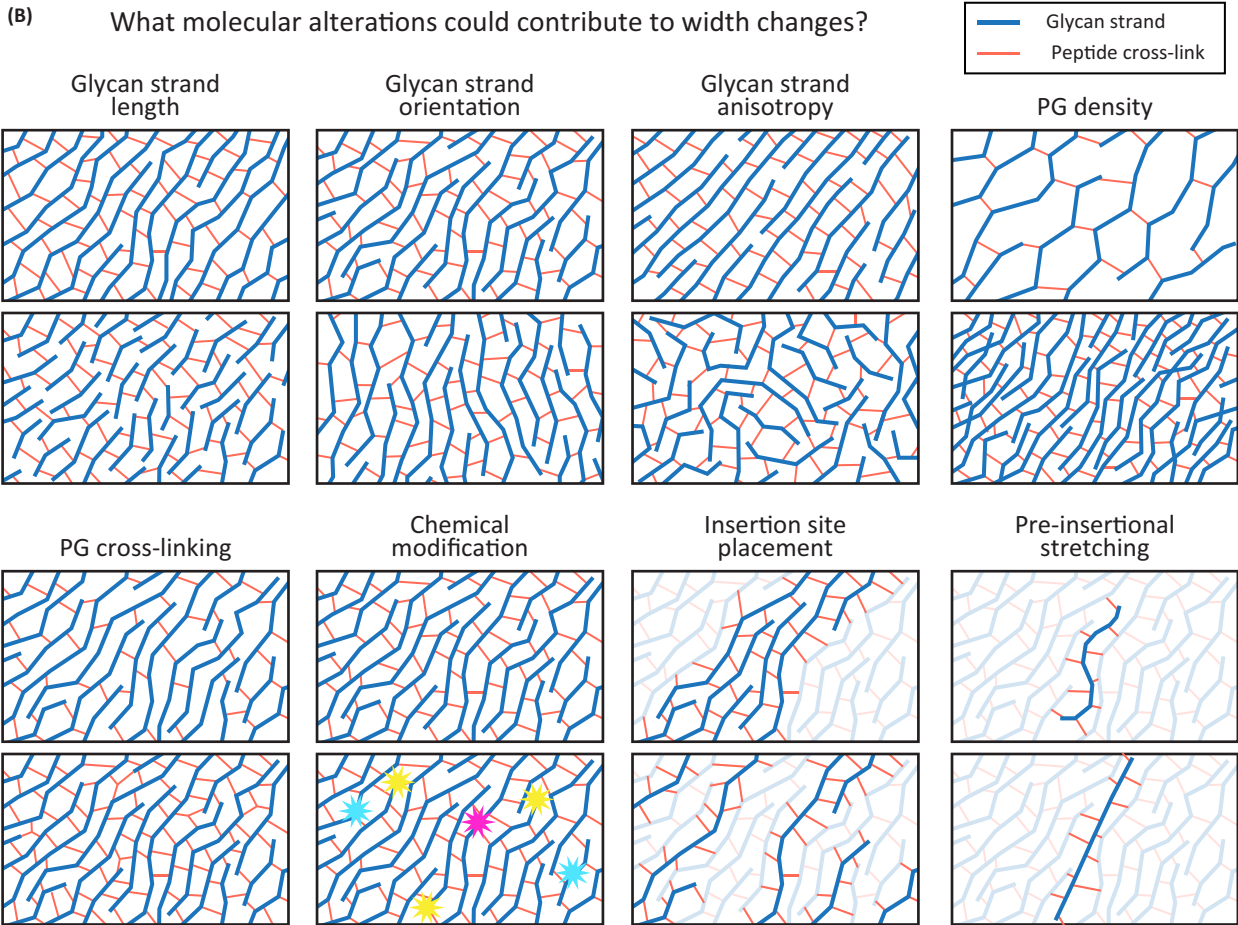 (B)
What molecular alterations could contribute to width changes?
Glycan strand
Peptide cross-link
Glycan strand
length
Glycan strand
orientation
Glycan strand
anisotropy
PG density
PG cross-linking
Chemical
modification
Insertion site
placement
Pre-insertional
stretching